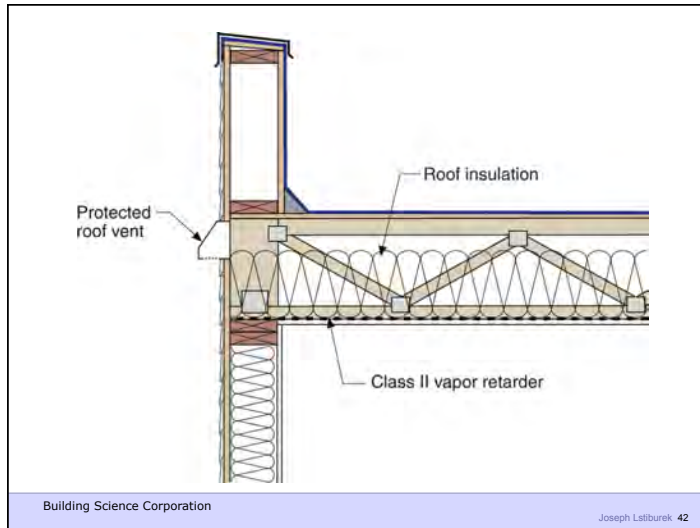 Roof insulation
Protected
roof vent
Class II vapor retarder
Building Science Corporation
Joseph Lstiburek 42